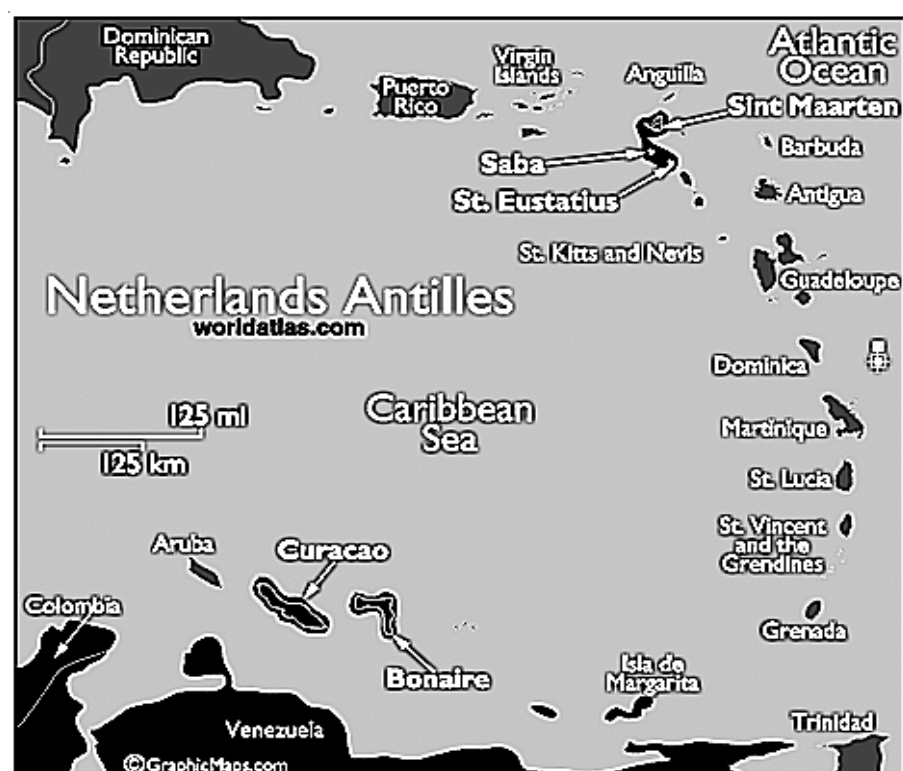 Dominican
Republic
Puerto
Rico
Virgin
Islands
Anguilla
Atlantic
Ocean
Sint Maarten
Saba
Barbuda
St. Eustatius
Antigua
St. Kitts and Nevis
Guadeloupe
Netherlands Antilles
worldatlas.com
Dominica
125 mi
125 km
Caribbean
Sea
Martinique
St. Lucia
St. Vincent
and the
Grendines
Aruba
Curacao
Colombia
Grenada
Bonaire
Isla de
Margarita
Venezuela
Trinidad
©GraphicMaps.com